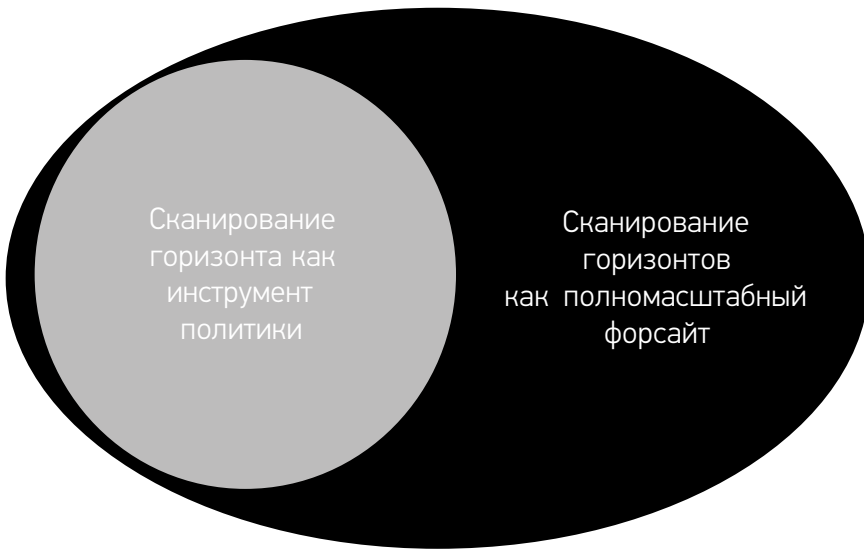 Сканирование
горизонта как
инструмент
политики
Сканирование
горизонтов
как полномасштабный
форсайт